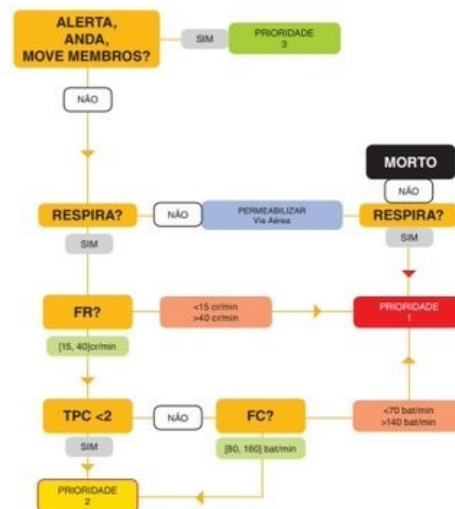 ALERTA,
ANDA,
MOVE MEMBROS?
SIM
PRIORIDADE
3
NÃO
MORTO
NÃO
RESPIRA?
NÃO
PERMEABILIZAR
Via Aérea
RESPIRA?
SIM
SIM
FR?
<15 cr/min
>40 cr/min
PRIORIDADE
1
[15, 40]cr/min
TPC <2
NÃO
FC?
<70 bat/min
>140 bat/min
SIM
[80, 160] bat/min
PRIORIDADE
2